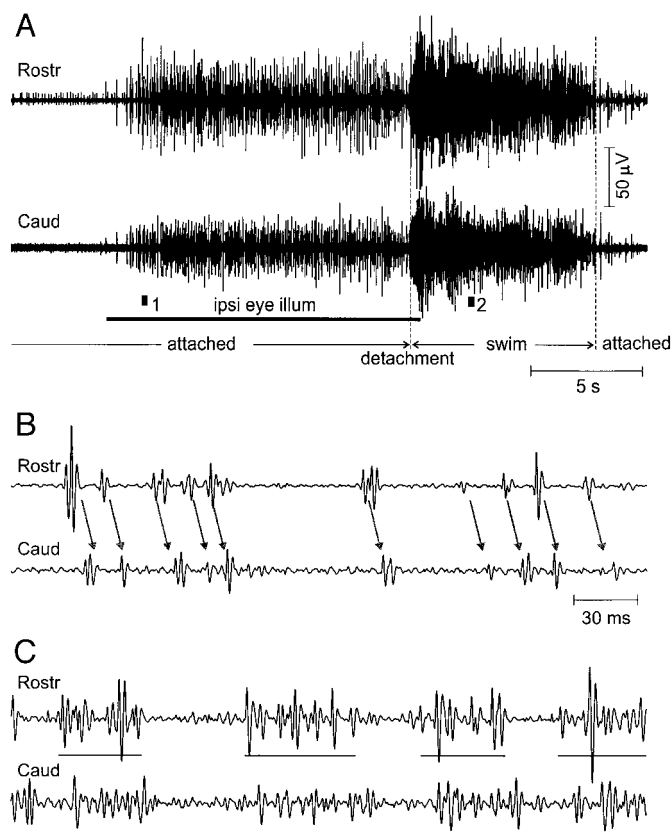 A
Rostr
50 μV
Caud
1 ipsi eye illum 2
attached swim attached
detachment
5 s
B
Rostr
Caud
30 ms
C
Rostr
Caud